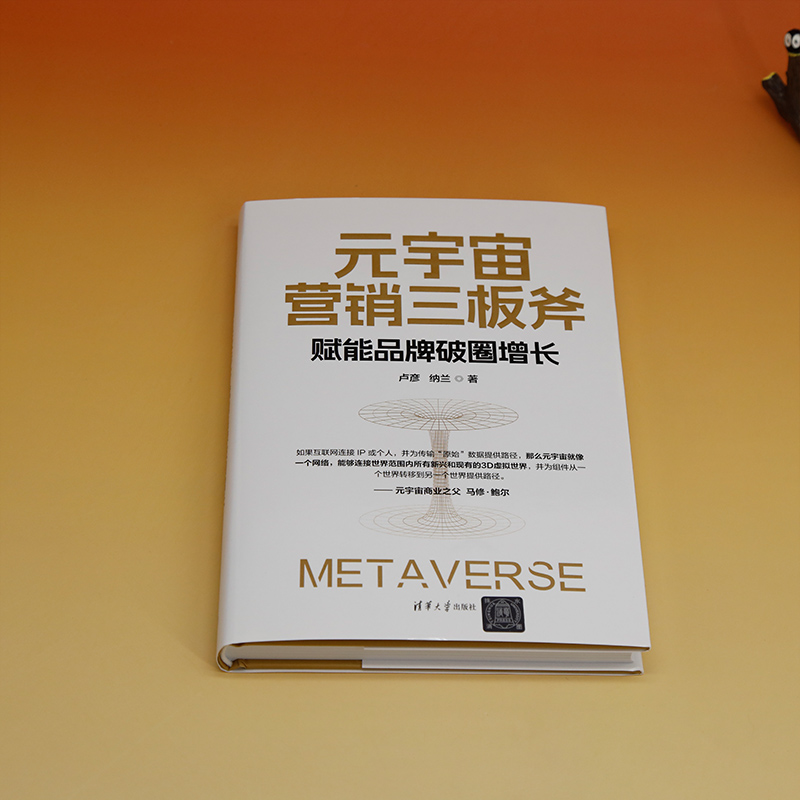 元宇宙
营销三板斧
赋能品牌破圈增长
卢彦 纳兰◎著
如果互联网连接 IP 或个人，并为传输“原始”数据提供路径，那么元宇宙就像
一个网络，能够连接世界范围内所有新兴和现有的3D虚拟世界，并为组件从一
个世界转移到另一个世界提供路径。
—— 元宇宙商业之父 马修·鲍尔
METAVERSE
清华大学出版社